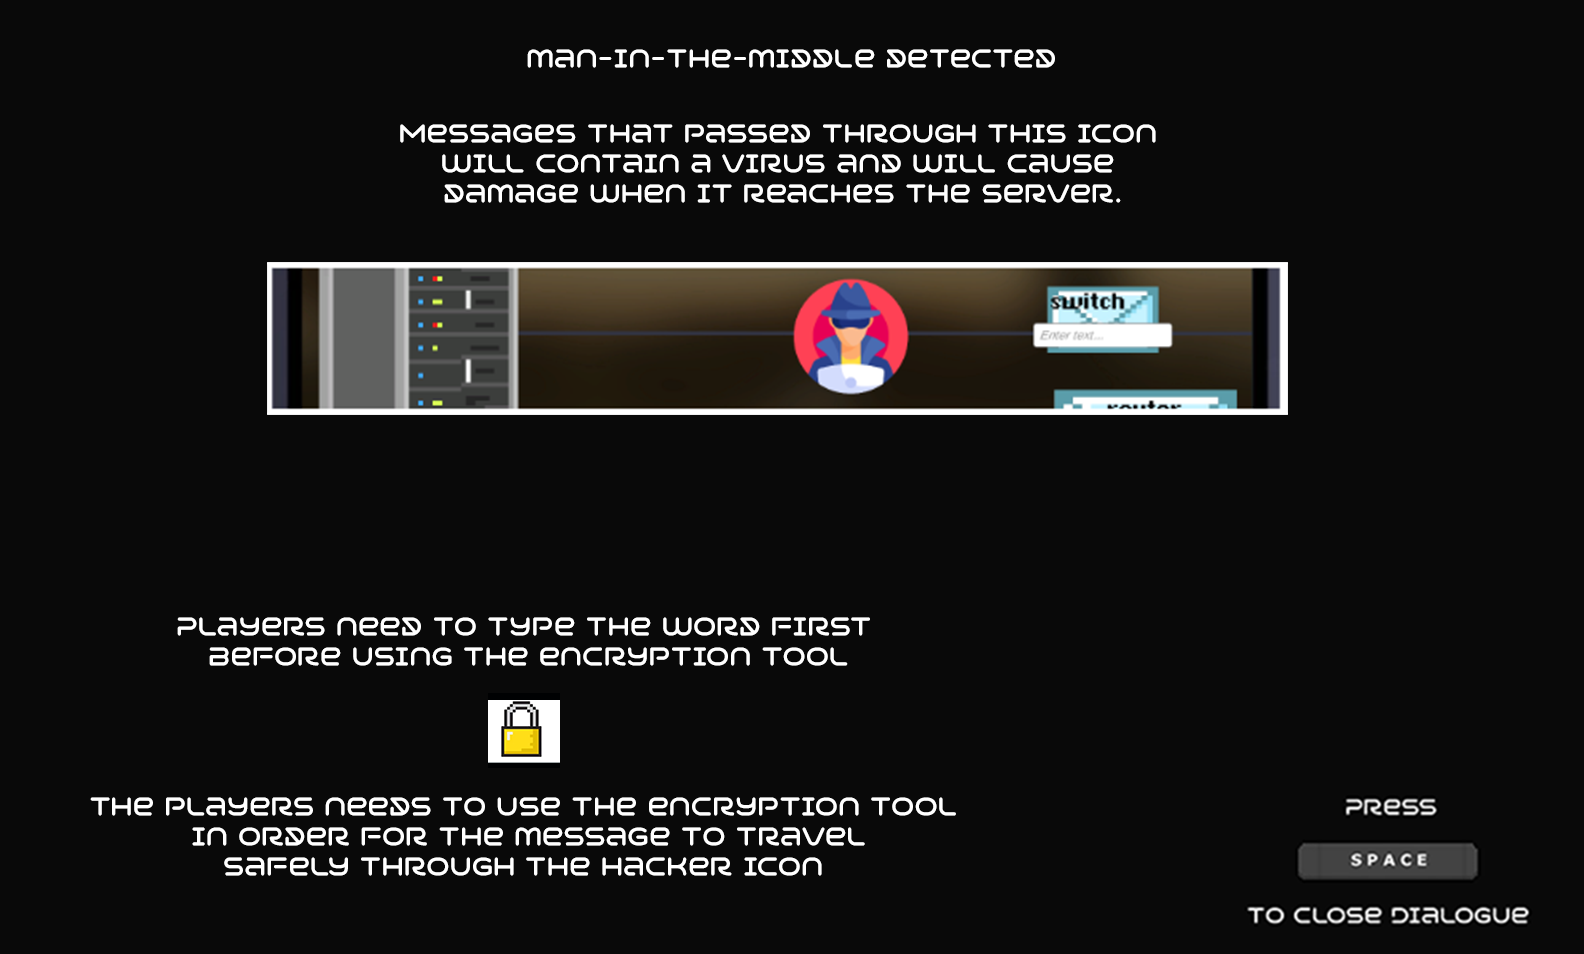 Man-in-the-Middle Detected
Messages that passed through this icon
will contain a virus and will cause
damage when it reaches the server.
switch
Enter text...
router
Players need to type the word first
before using the encryption tool
The players needs to use the encryption tool
in order for the message to travel
safely through the hacker icon
Press
SPACE
to close dialogue